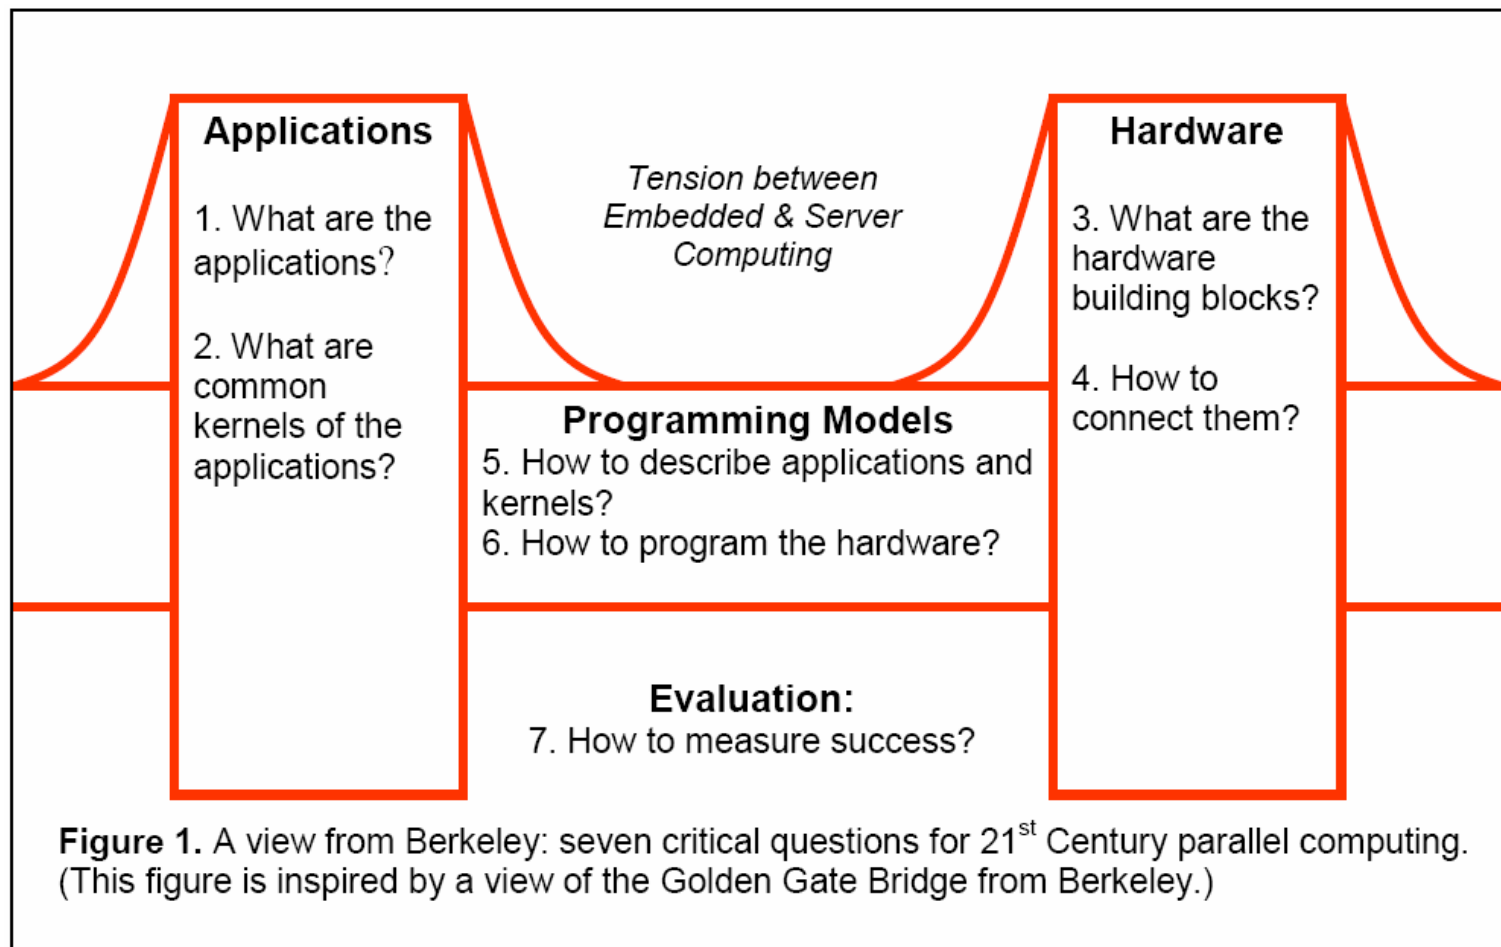 Applications
1. What are the
applications?
2. What are
common
kernels of the
applications?
Tension between
Embedded & Server
Computing
Hardware
3. What are the
hardware
building blocks?
4. How to
connect them?
Programming Models
5. How to describe applications and
kernels?
6. How to program the hardware?
Evaluation:
7. How to measure success?
Figure 1. A view from Berkeley: seven critical questions for 21st Century parallel computing.
(This figure is inspired by a view of the Golden Gate Bridge from Berkeley.)